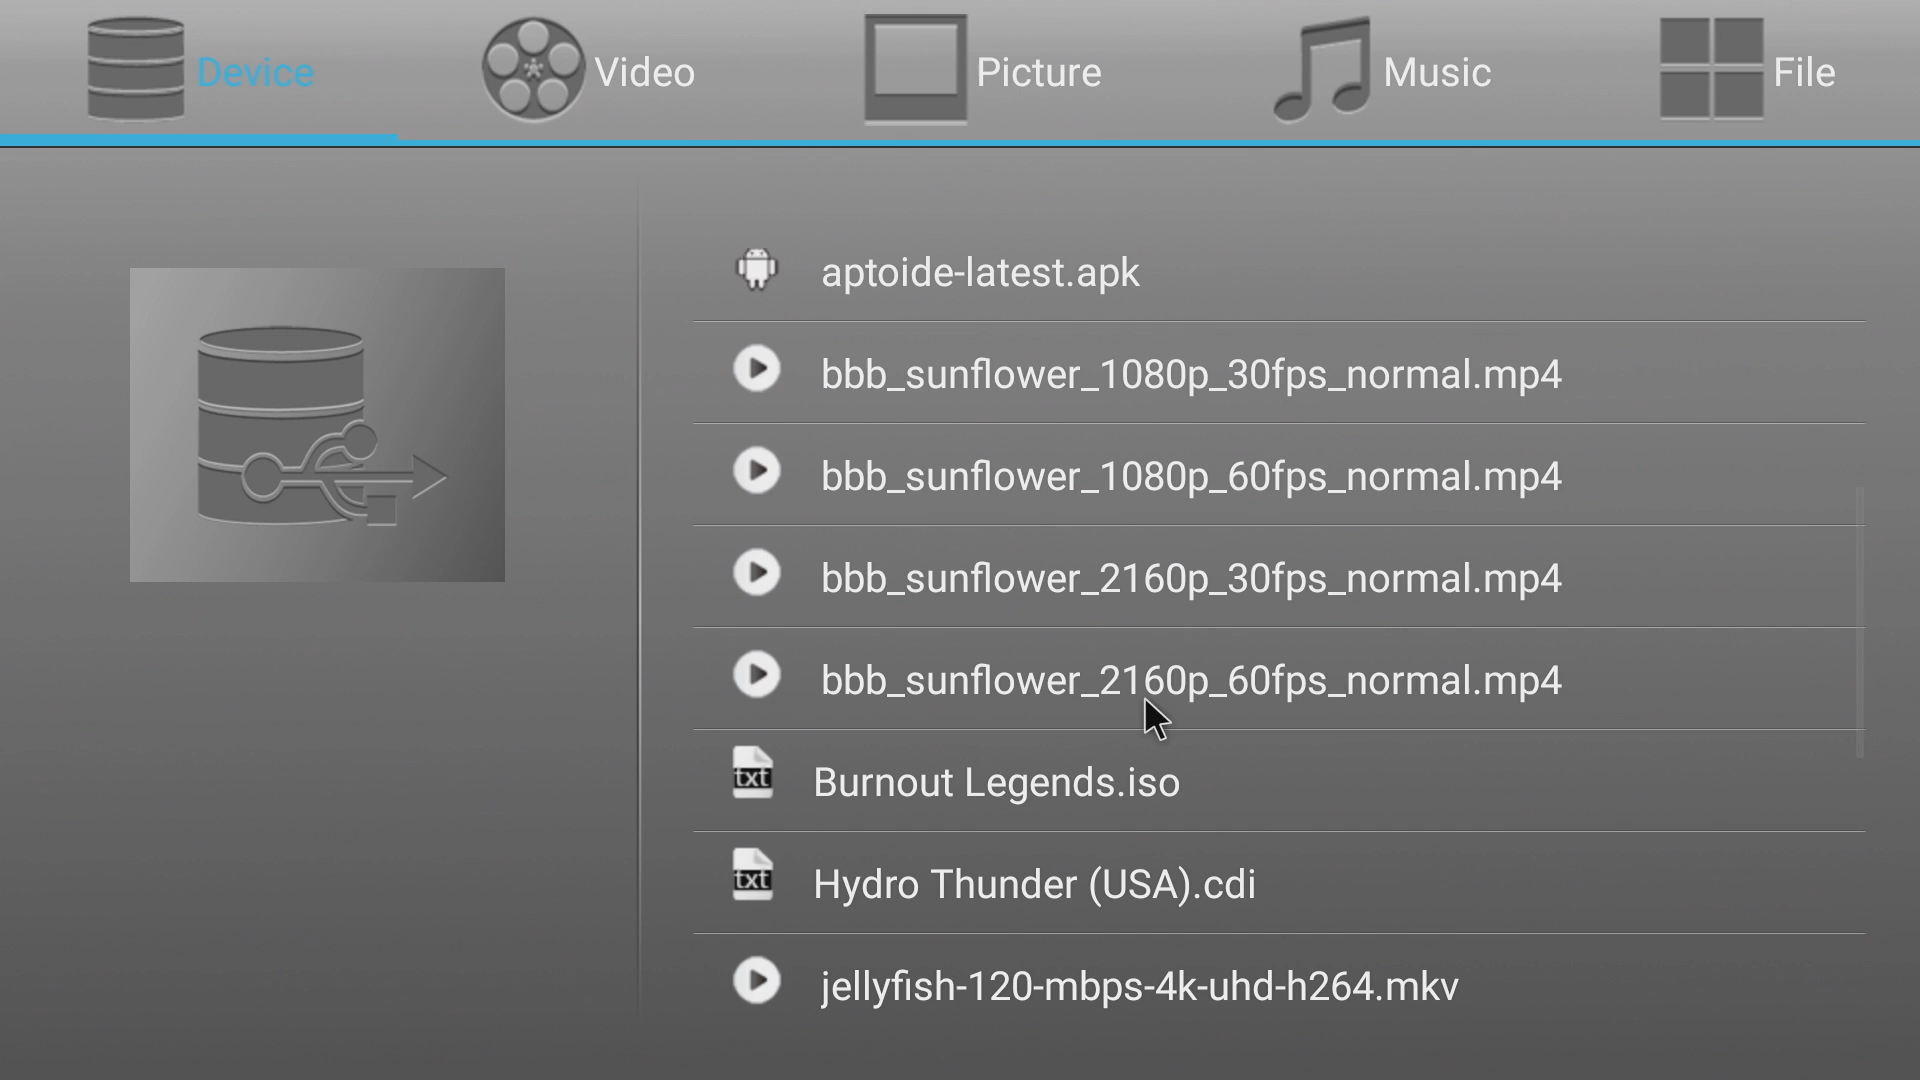 Device
Video
Picture
Music
File
aptoide-latest.apk
bbb_sunflower_1080p_30fps_normal.mp4
bbb_sunflower_1080p_60fps_normal.mp4
bbb_sunflower_2160p_30fps_normal.mp4
bbb_sunflower_2160p_60fps_normal.mp4
txt
Burnout Legends.iso
txt
Hydro Thunder (USA).cdi
jellyfish-120-mbps-4k-uhd-h264.mkv